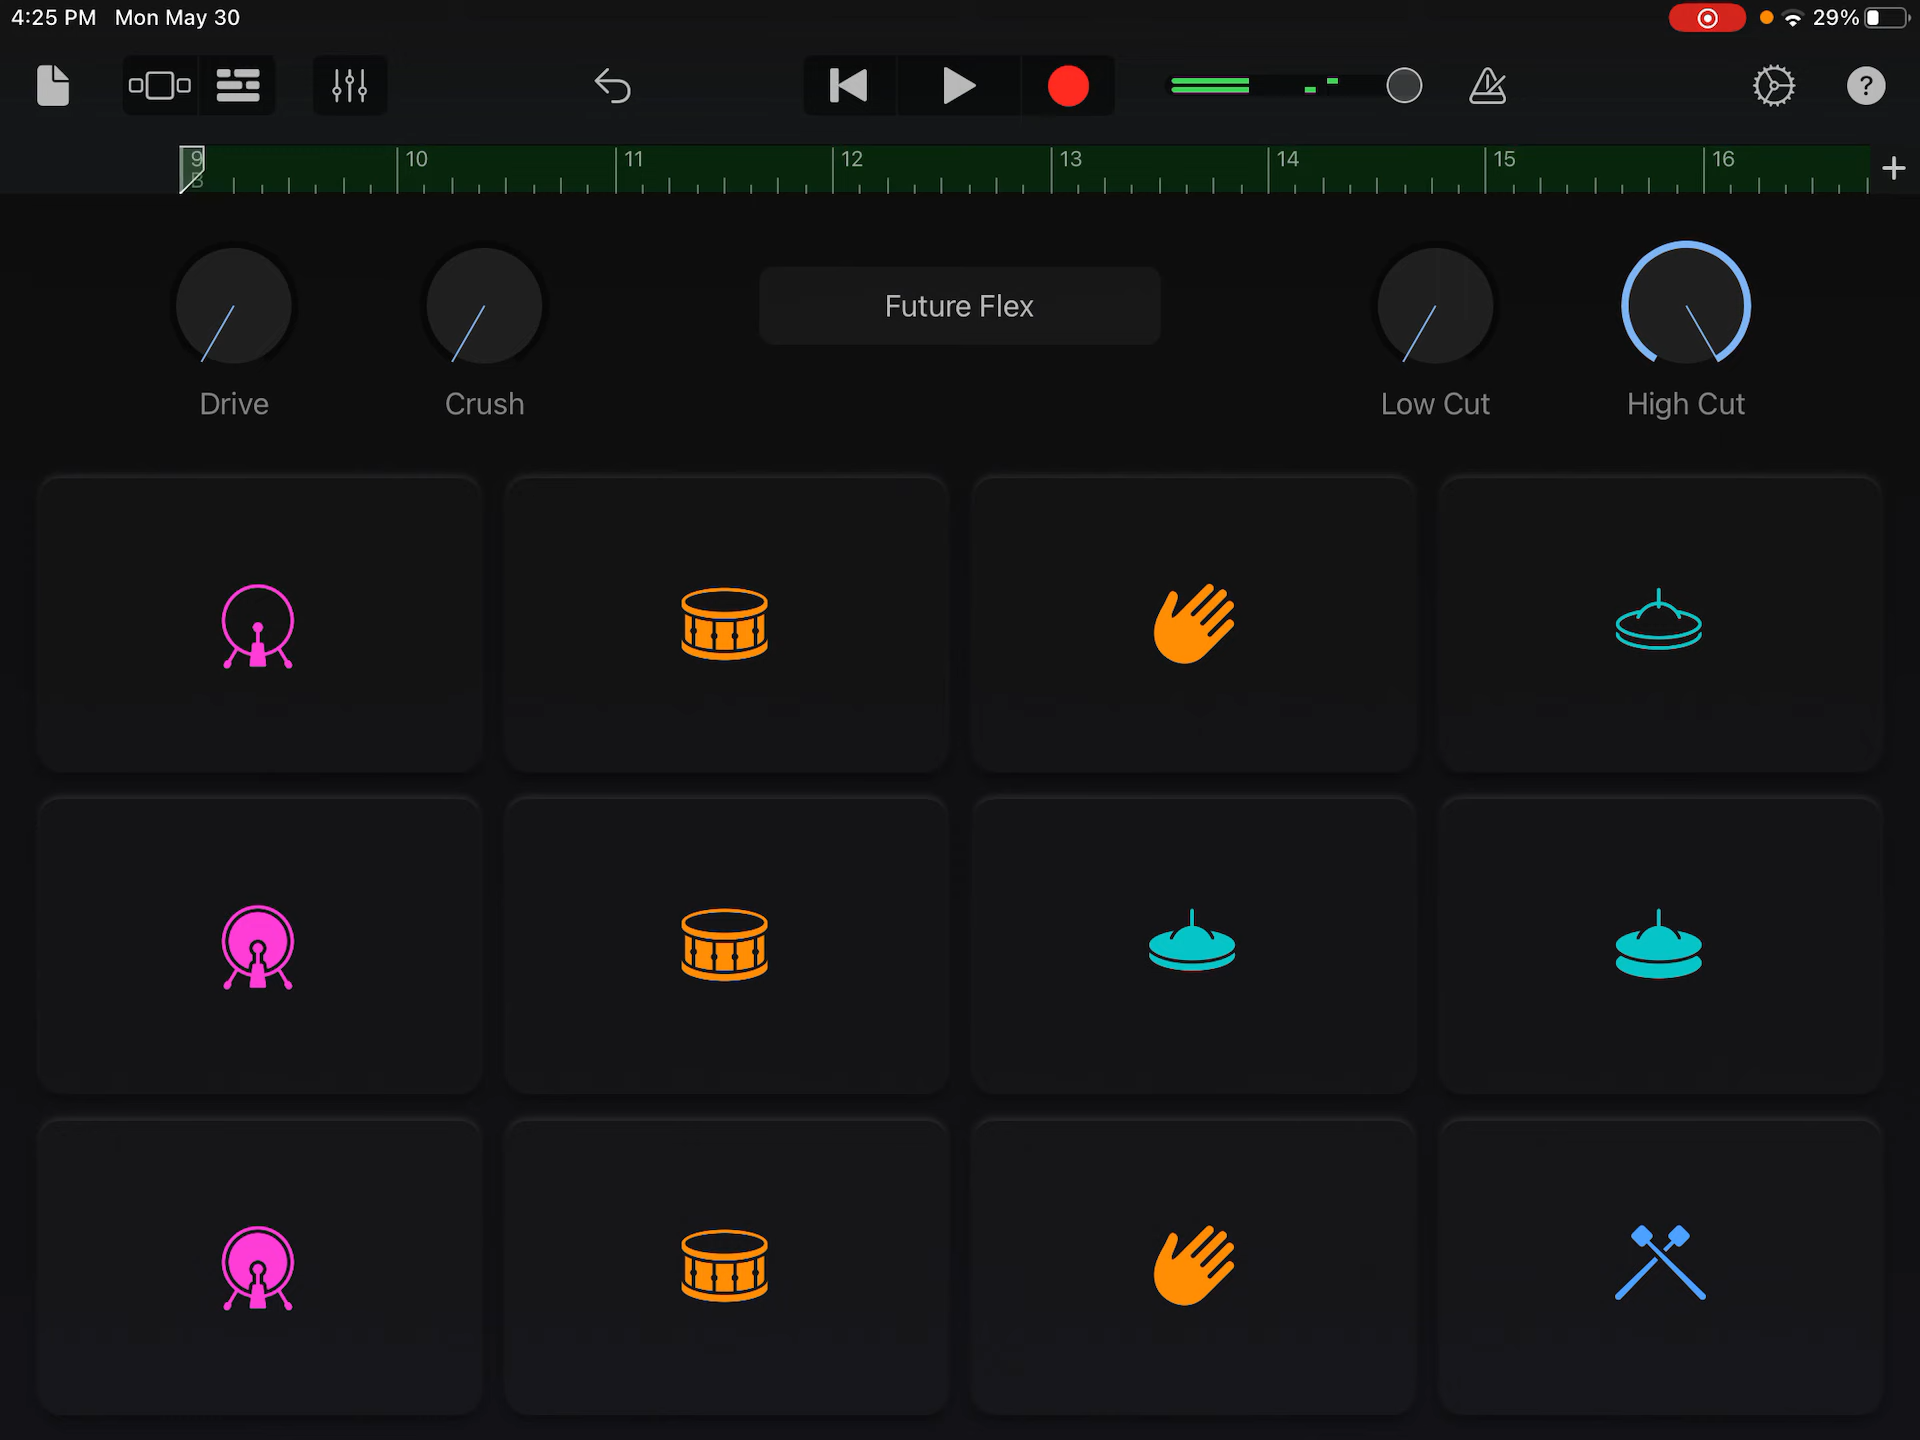 4:25 PM Mon May 30
29%
?
9 10 11 12 13 14 15 16 +
B
Future Flex
Drive Crush Low Cut High Cut